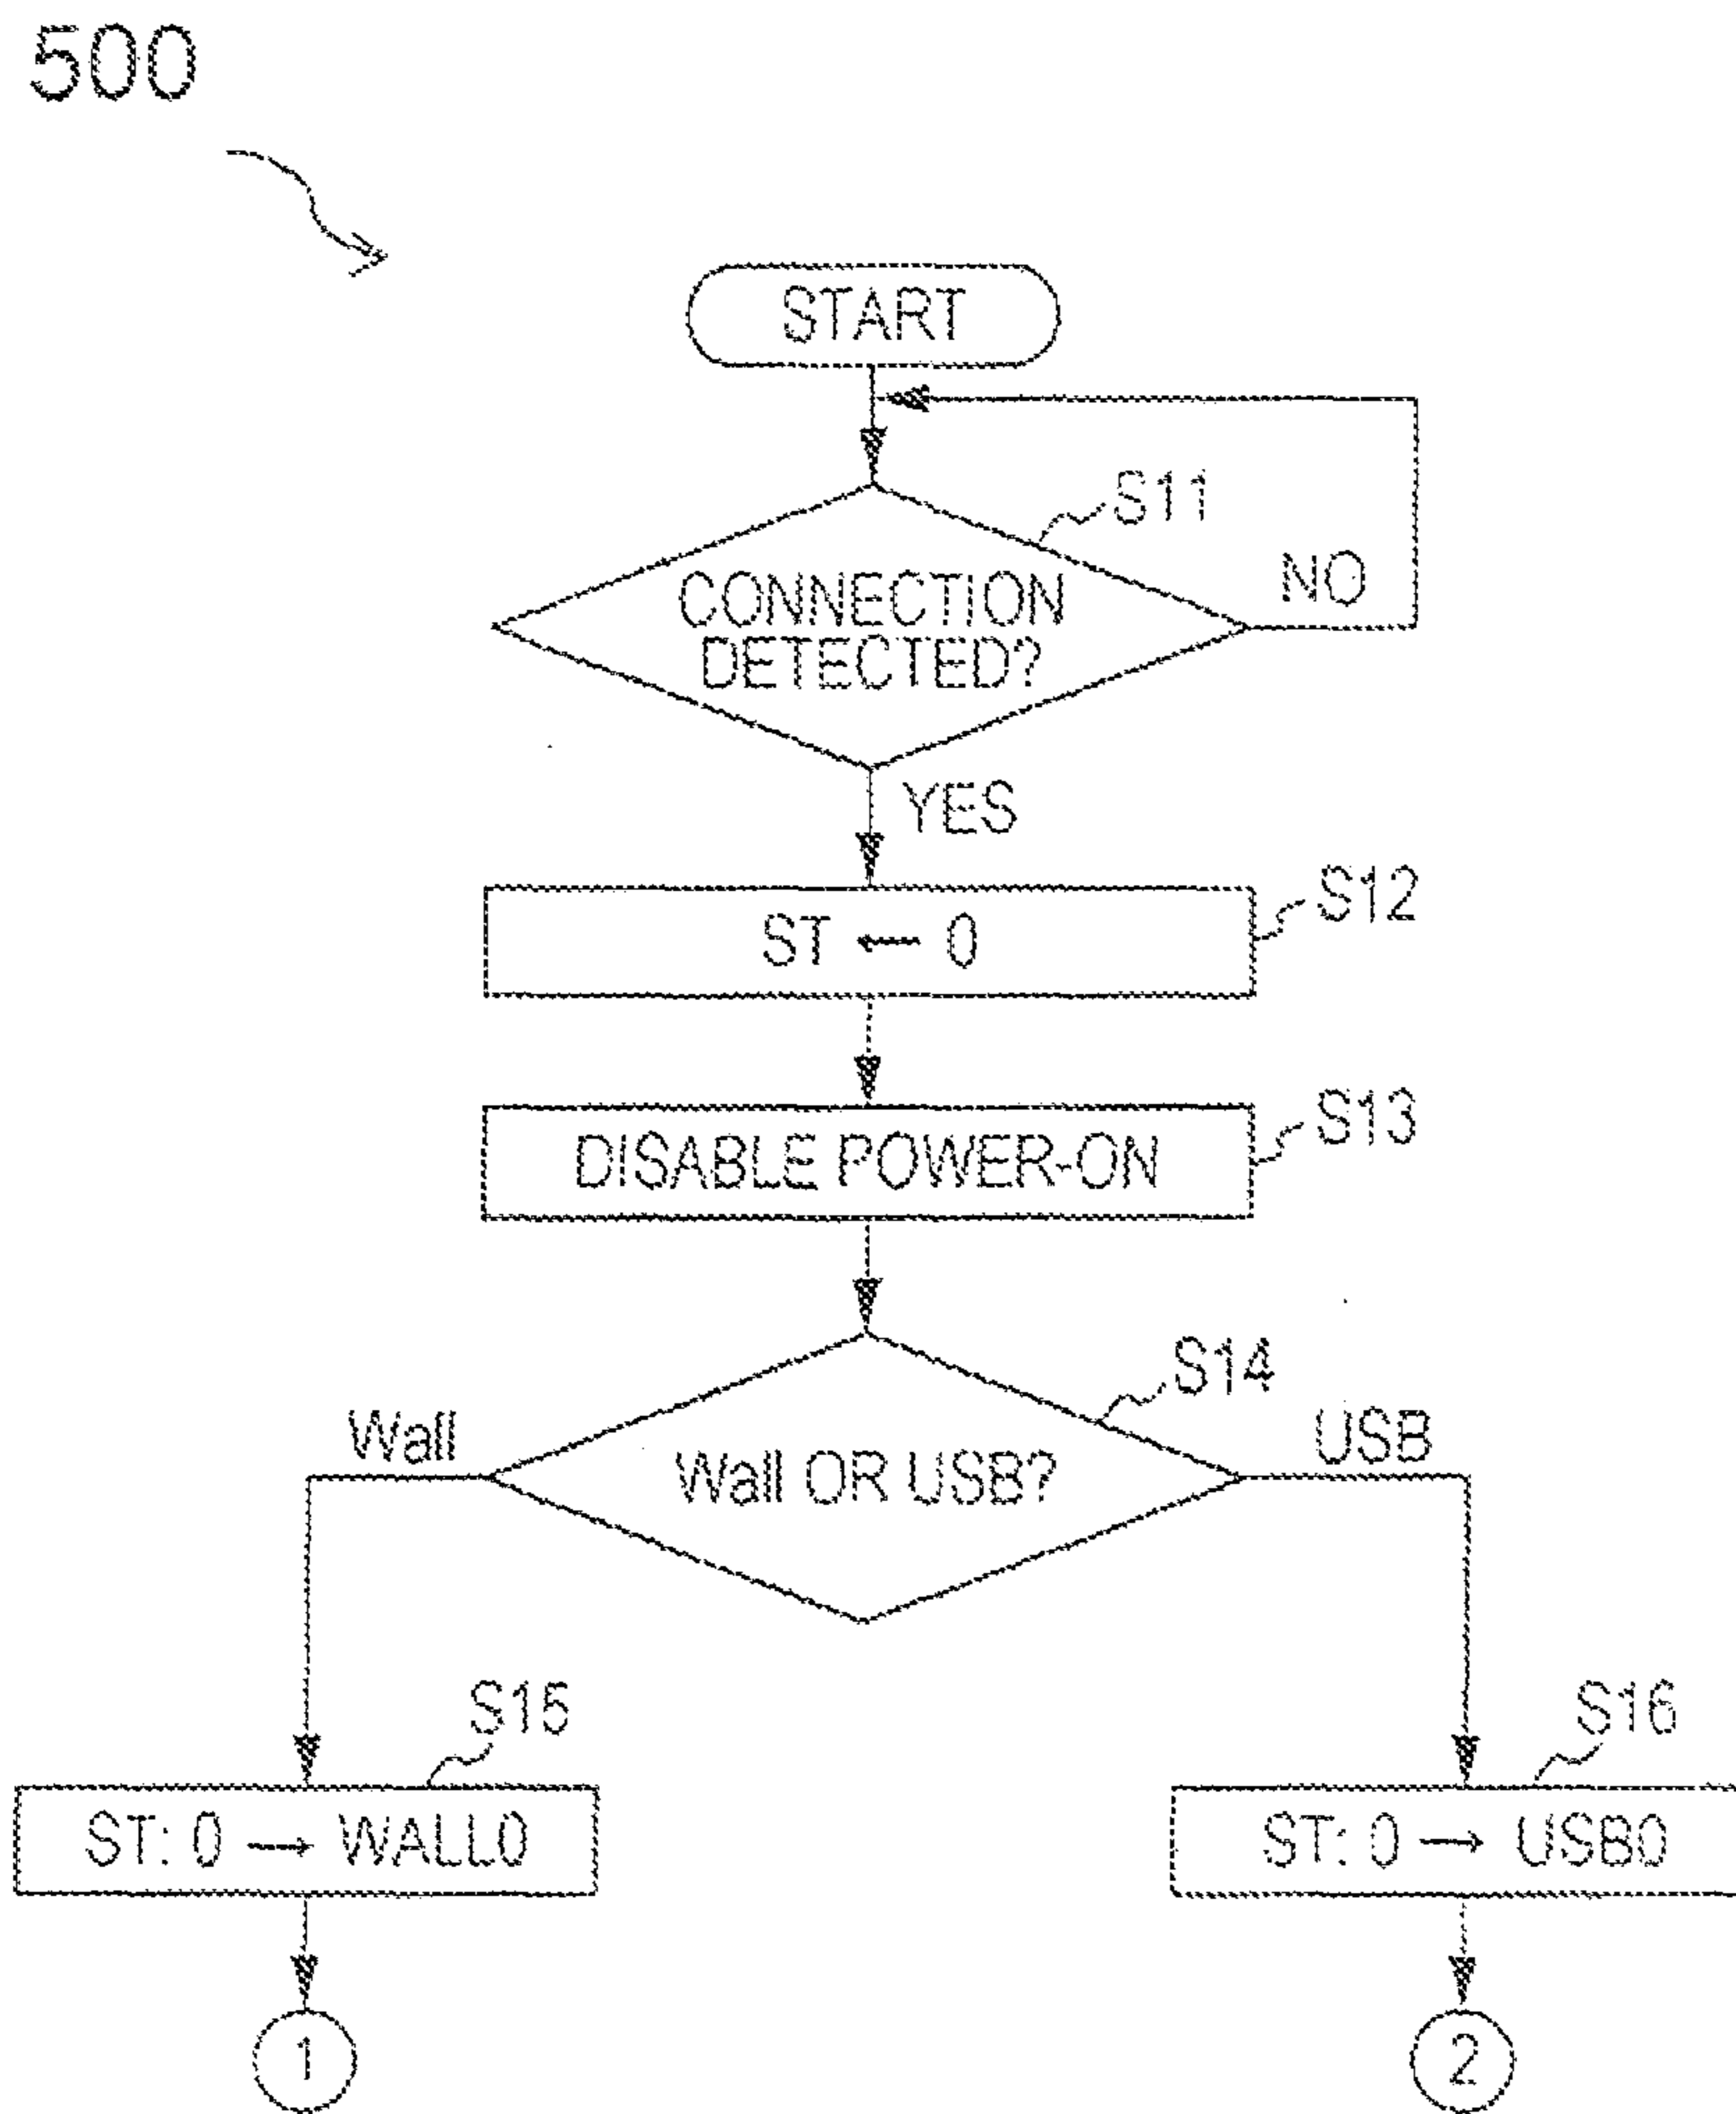 500
START
S11
CONNECTION
DETECTED?
NO
YES
S12
ST ← 0
S13
DISABLE POWER-ON
S14
Wall
Wall OR USB?
USB
S15
S16
ST: 0 → WALL0
ST: 0 → USB0
1
2